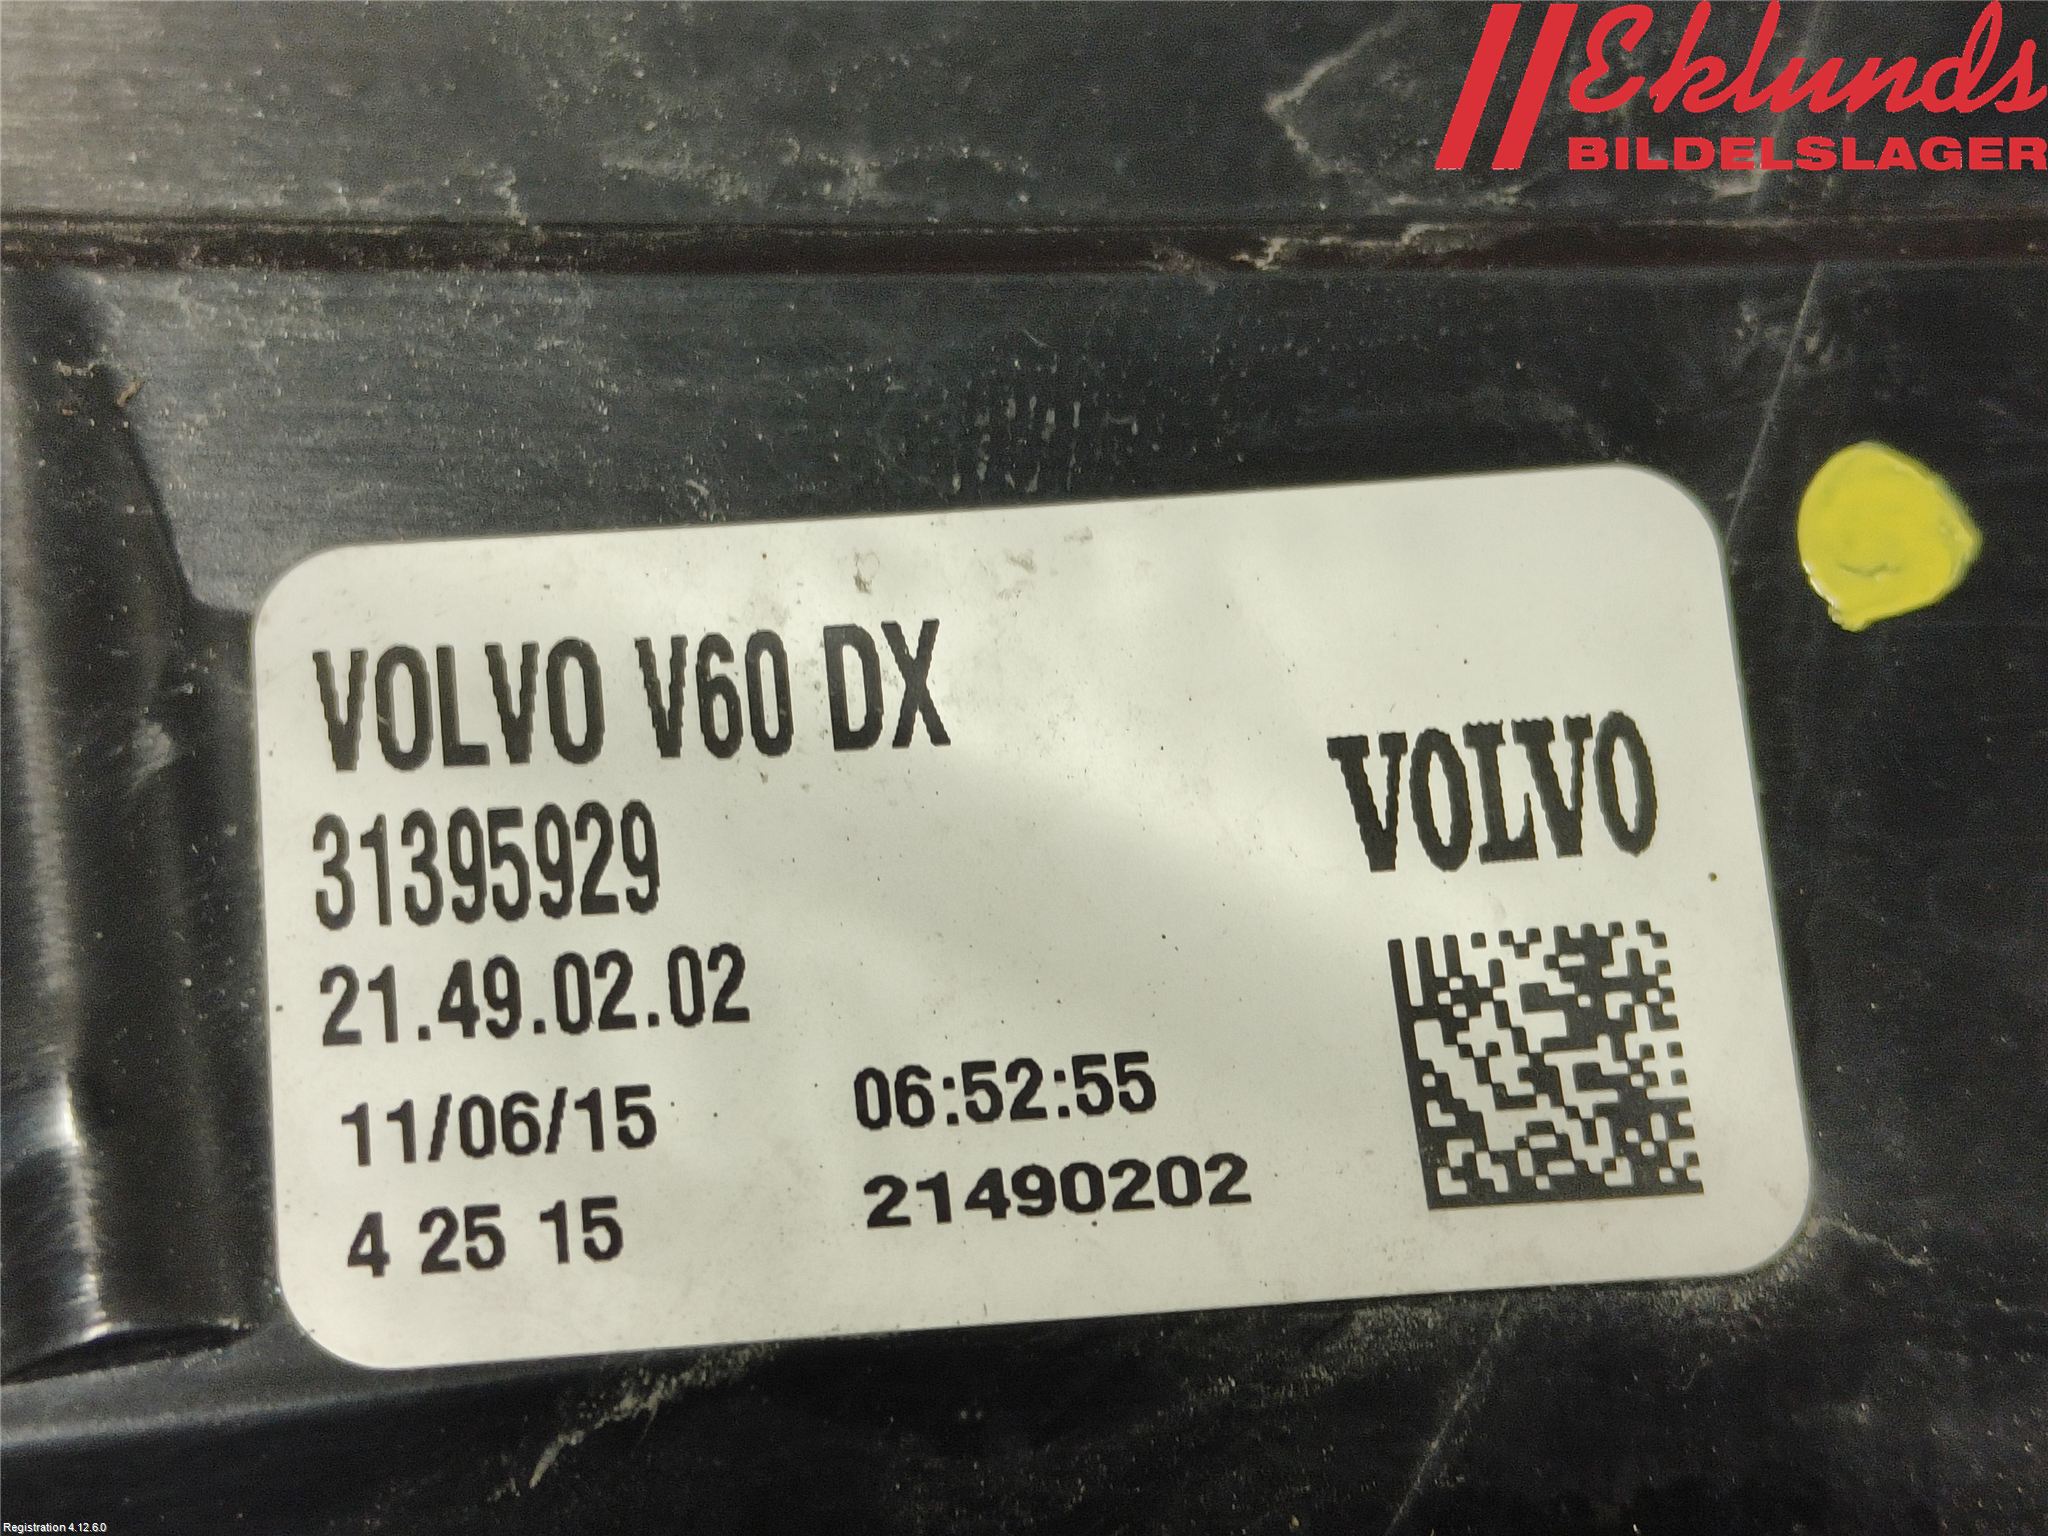 Eklunds
BILDELSLAGER
VOLVO V60 DX
31395929
21.49.02.02
11/06/15 06:52:55
4 25 15 21490202
VOLVO
Registration 4.12.6.0